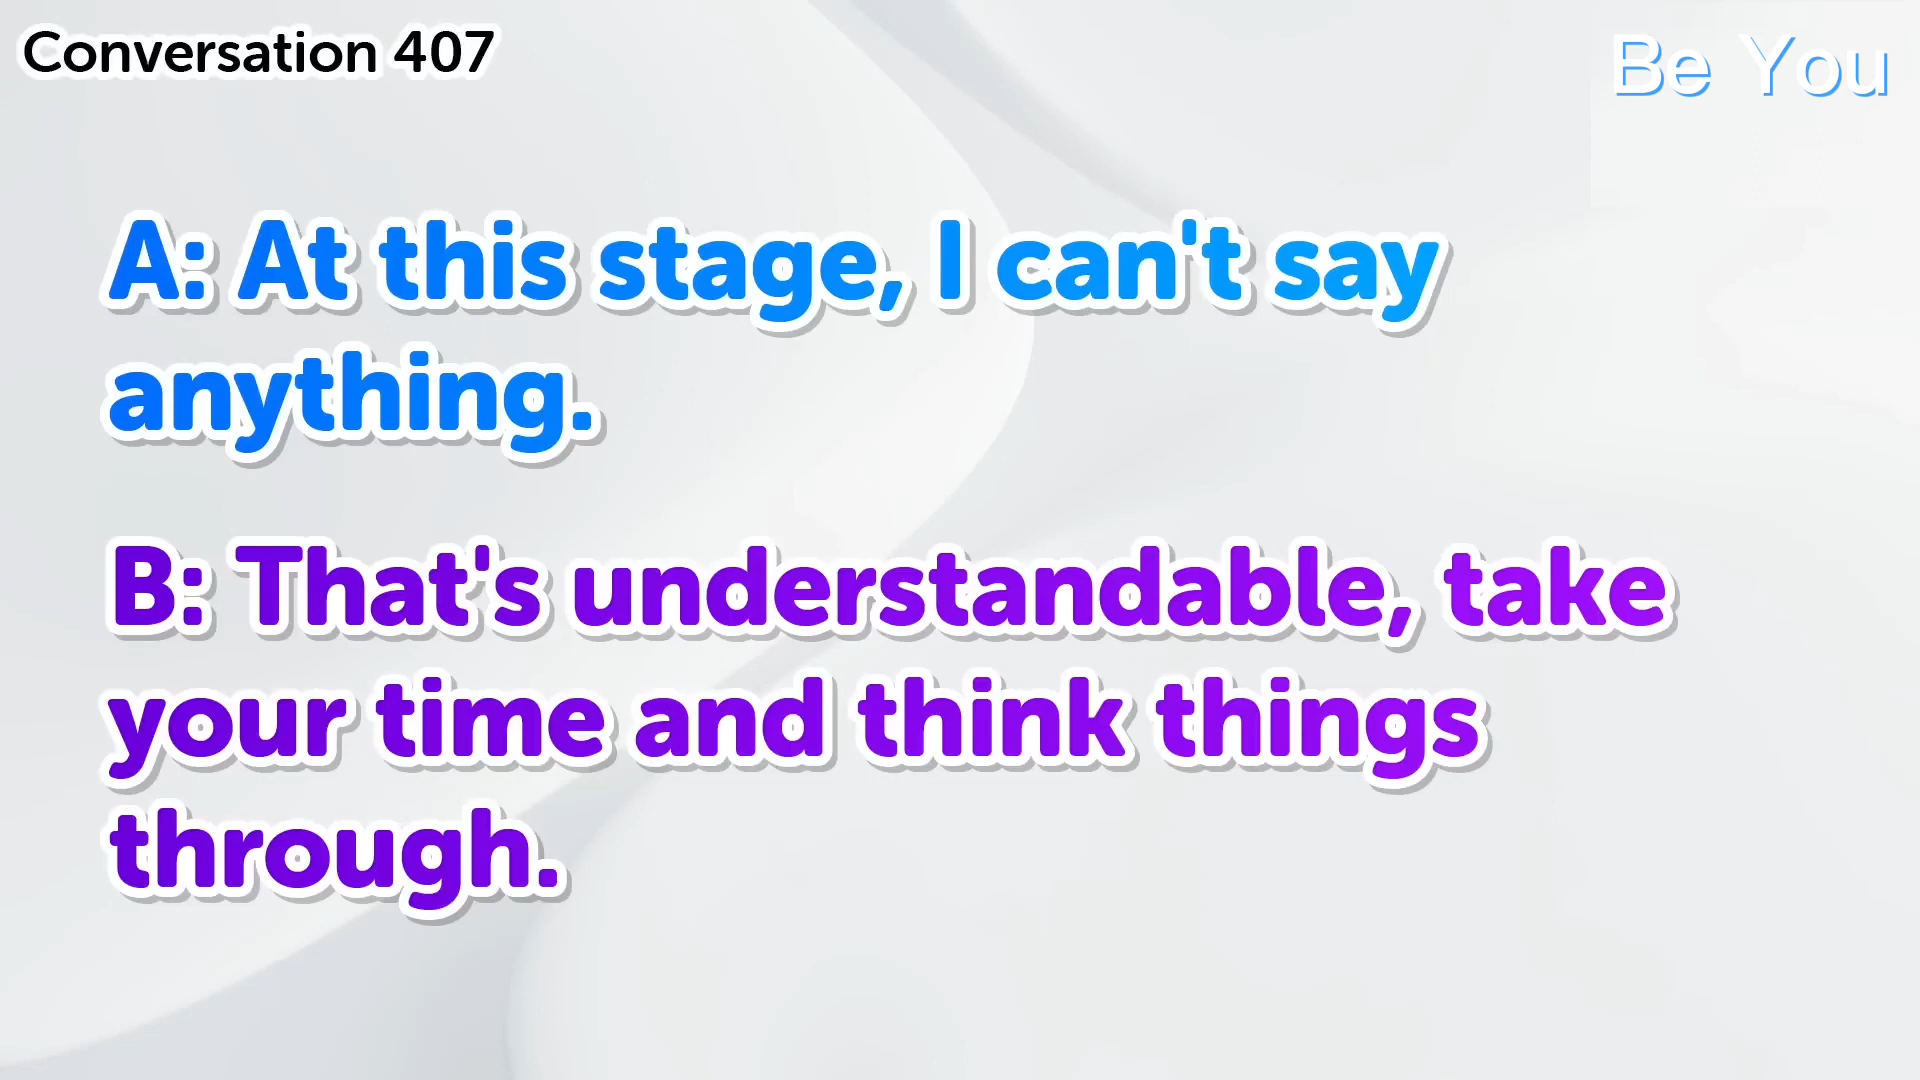 Conversation 407
Be You
A: At this stage, I can't say
anything.
B: That's understandable, take
your time and think things
through.